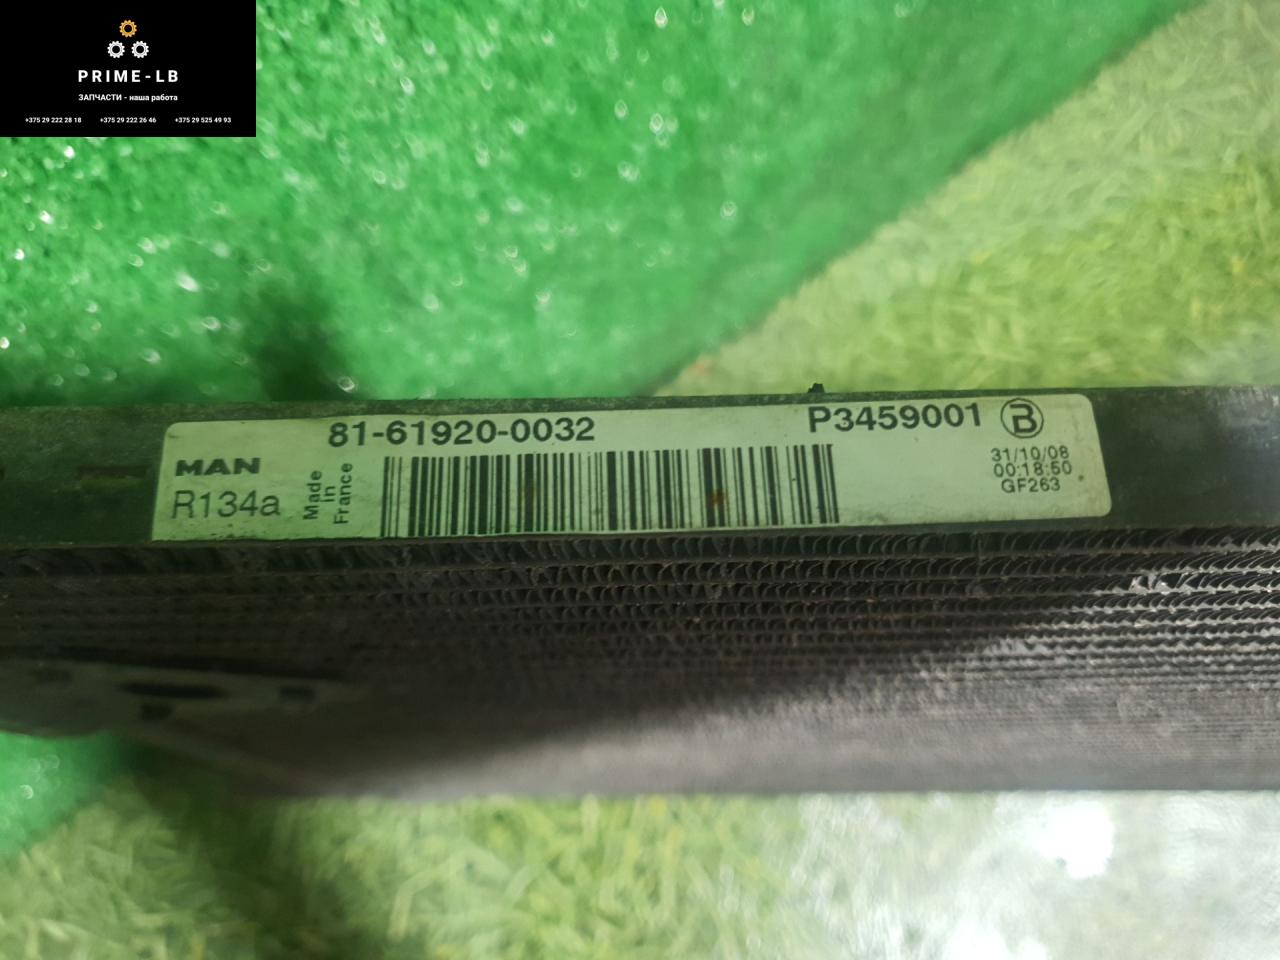 PRIME-LB
ЗАПЧАСТИ - наша работа
+375 29 222 28 18 +375 29 222 26 46 +375 29 525 49 93
81-61920-0032 P3459001 B
MAN
R134a
Made
in
France
31/10/08
00:18:50
GF263